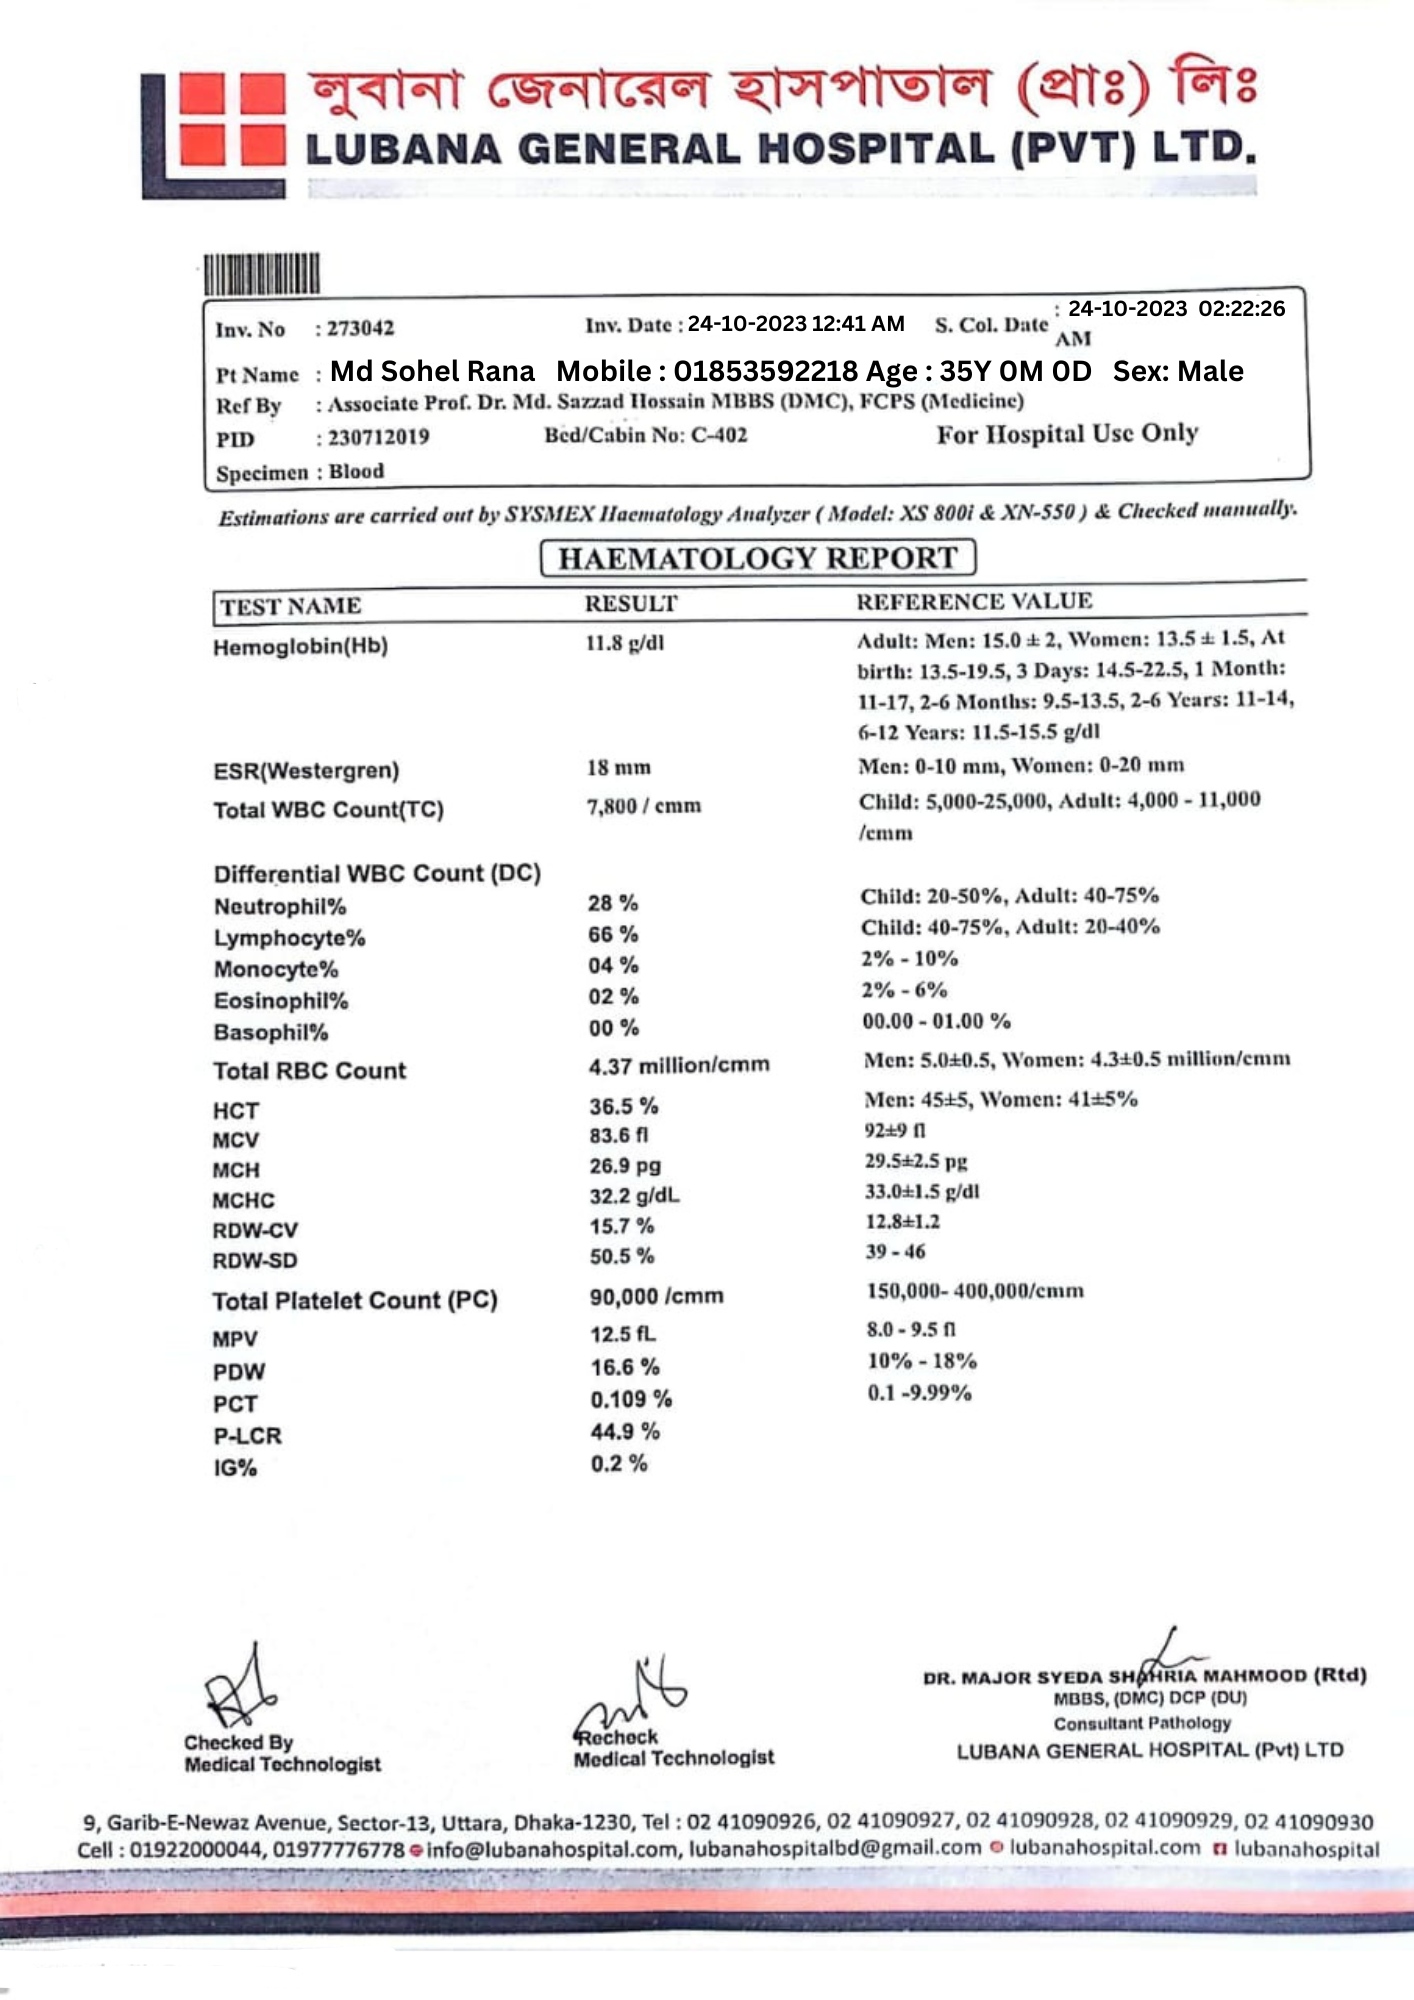 লুবানা জেনারেল হাসপাতাল (প্রাঃ) লিঃ
LUBANA GENERAL HOSPITAL (PVT) LTD.
Inv. No : 273042 Inv. Date : 24-10-2023 12:41 AM S. Col. Date : 24-10-2023 02:22:26 AM
Pt Name : Md Sohel Rana Mobile : 01853592218 Age : 35Y 0M 0D Sex: Male
Ref By : Associate Prof. Dr. Md. Sazzad Hossain MBBS (DMC), FCPS (Medicine)
PID : 230712019 Bed/Cabin No: C-402 For Hospital Use Only
Specimen : Blood
Estimations are carried out by SYSMEX Haematology Analyzer ( Model: XS 800i & XN-550 ) & Checked manually.
HAEMATOLOGY REPORT
TEST NAME RESULT REFERENCE VALUE
Hemoglobin(Hb) 11.8 g/dl Adult: Men: 15.0 ± 2, Women: 13.5 ± 1.5, At
birth: 13.5-19.5, 3 Days: 14.5-22.5, 1 Month:
11-17, 2-6 Months: 9.5-13.5, 2-6 Years: 11-14,
6-12 Years: 11.5-15.5 g/dl
ESR(Westergren) 18 mm Men: 0-10 mm, Women: 0-20 mm
Total WBC Count(TC) 7,800 / cmm Child: 5,000-25,000, Adult: 4,000 - 11,000
/cmm
Differential WBC Count (DC)
Neutrophil% 28 % Child: 20-50%, Adult: 40-75%
Lymphocyte% 66 % Child: 40-75%, Adult: 20-40%
Monocyte% 04 % 2% - 10%
Eosinophil% 02 % 2% - 6%
Basophil% 00 % 00.00 - 01.00 %
Total RBC Count 4.37 million/cmm Men: 5.0±0.5, Women: 4.3±0.5 million/cmm
HCT 36.5 % Men: 45±5, Women: 41±5%
MCV 83.6 fl 92±9 fl
MCH 26.9 pg 29.5±2.5 pg
MCHC 32.2 g/dL 33.0±1.5 g/dl
RDW-CV 15.7 % 12.8±1.2
RDW-SD 50.5 % 39 - 46
Total Platelet Count (PC) 90,000 /cmm 150,000- 400,000/cmm
MPV 12.5 fL 8.0 - 9.5 fl
PDW 16.6 % 10% - 18%
PCT 0.109 % 0.1 -9.99%
P-LCR 44.9 %
IG% 0.2 %
Checked By
Medical Technologist
Recheck
Medical Technologist
DR. MAJOR SYEDA SHAHRIA MAHMOOD (Rtd)
MBBS, (DMC) DCP (DU)
Consultant Pathology
LUBANA GENERAL HOSPITAL (Pvt) LTD
9, Garib-E-Newaz Avenue, Sector-13, Uttara, Dhaka-1230, Tel : 02 41090926, 02 41090927, 02 41090928, 02 41090929, 02 41090930
Cell : 01922000044, 01977776778 info@lubanahospital.com, lubanahospitalbd@gmail.com lubanahospital.com lubanahospital